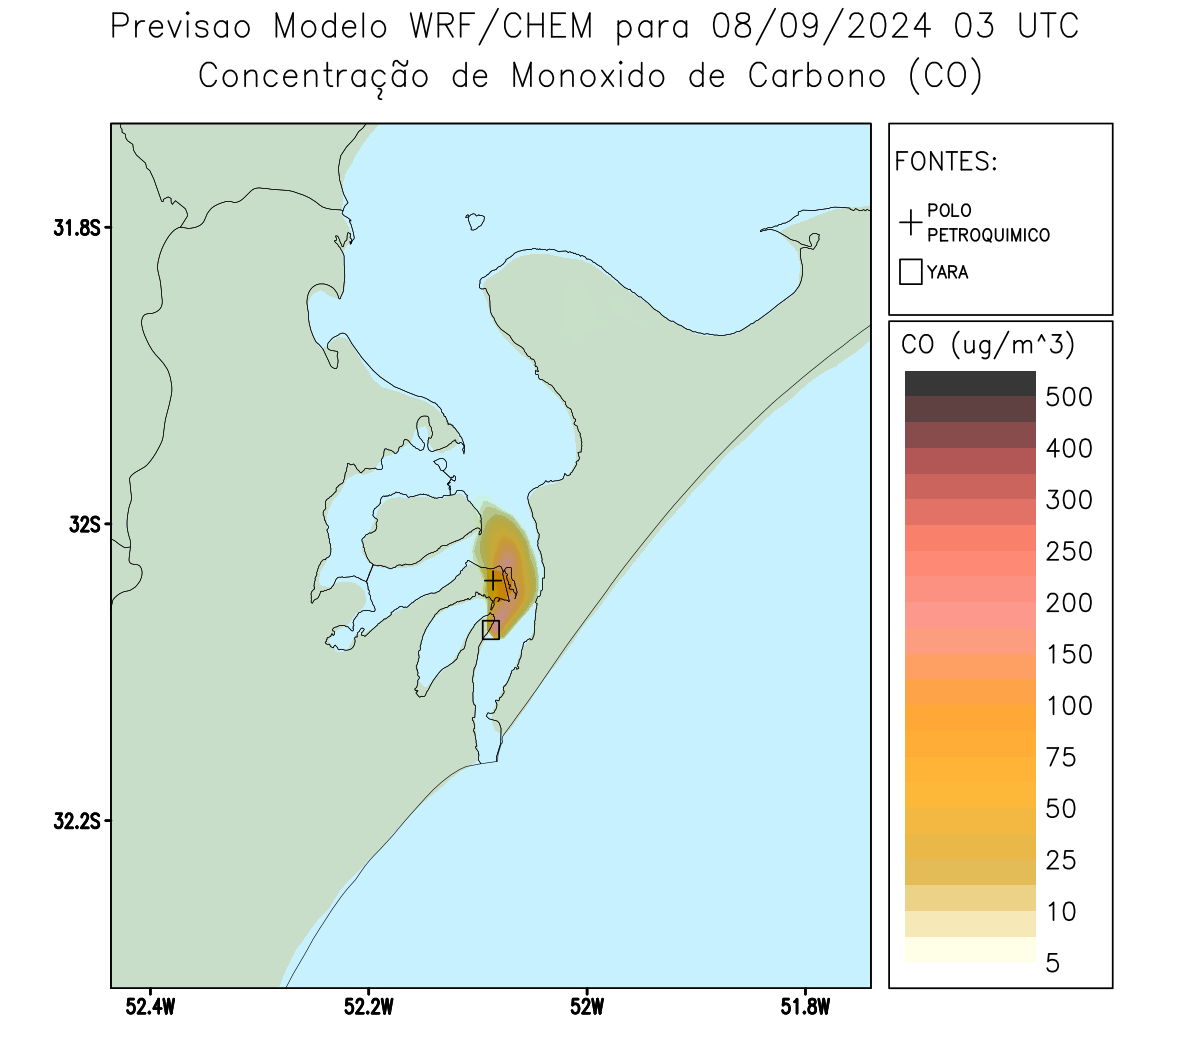 Previsao Modelo WRF/CHEM para 08/09/2024 03 UTC
Concentração de Monoxido de Carbono (CO)
FONTES:
POLO
PETROQUIMICO
YARA
CO (ug/m^3)
500
400
300
250
200
150
100
75
50
25
10
5
31.8S
32S
32.2S
52.4W
52.2W
52W
51.8W